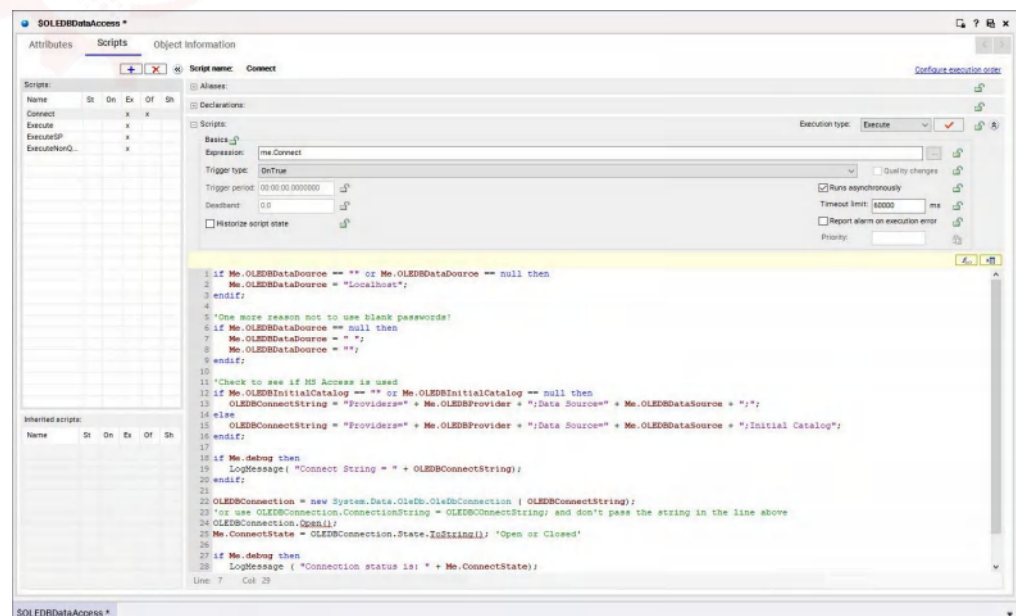 $OLEDBDataAccess *
Attributes Scripts Object Information
Script name: Connect
Configure execution order
Scripts:
Name St On Ex Of Sh
Connect x x
Execute x
ExecuteSP x
ExecuteNonQ... x
Inherited scripts:
Name St On Ex Of Sh
Aliases:
Declarations:
Scripts:
Execution type: Execute
Basics
Expression: me.Connect
Trigger type: OnTrue
Quality changes
Trigger period: 00:00:00.0000000
Runs asynchronously
Deadband: 0.0
Timeout limit: 60000 ms
Historize script state
Report alarm on execution error
Priority:
1 if Me.OLEDBDataDource == "" or Me.OLEDBDataDource == null then
2 Me.OLEDBDataDource = "Localhost";
3 endif;
4
5 'One more reason not to use blank passwords!
6 if Me.OLEDBDataDource == null then
7 Me.OLEDBDataDource = " ";
8 Me.OLEDBDataDource = "";
9 endif;
10
11 'Check to see if MS Access is used
12 if Me.OLEDBInitialCatalog == "" or Me.OLEDBInitialCatalog == null then
13 OLEDBConnectString = "Providers=" + Me.OLEDBProvider + ";Data Source=" + Me.OLEDBDataSource + ";";
14 else
15 OLEDBConnectString = "Providers=" + Me.OLEDBProvider + ";Data Source=" + Me.OLEDBDataSource + ";Initial Catalog";
16 endif;
17
18 if Me.debug then
19 LogMessage( "Connect String = " + OLEDBConnectString);
20 endif;
21
22 OLEDBConnection = new System.Data.OleDb.OleDbConnection ( OLEDBConnectString);
23 'or use OLEDBConnection.ConnectionString = OLEDBCOnnectString; and don't pass the string in the line above
24 OLEDBConnection.Open();
25 Me.ConnectState = OLEDBConnection.State.ToString(); 'Open or Closed'
26
27 if Me.debug then
28 LogMessage ( "Connection status is: " + Me.ConnectState);
Line: 7 Col: 29
$OLEDBDataAccess *